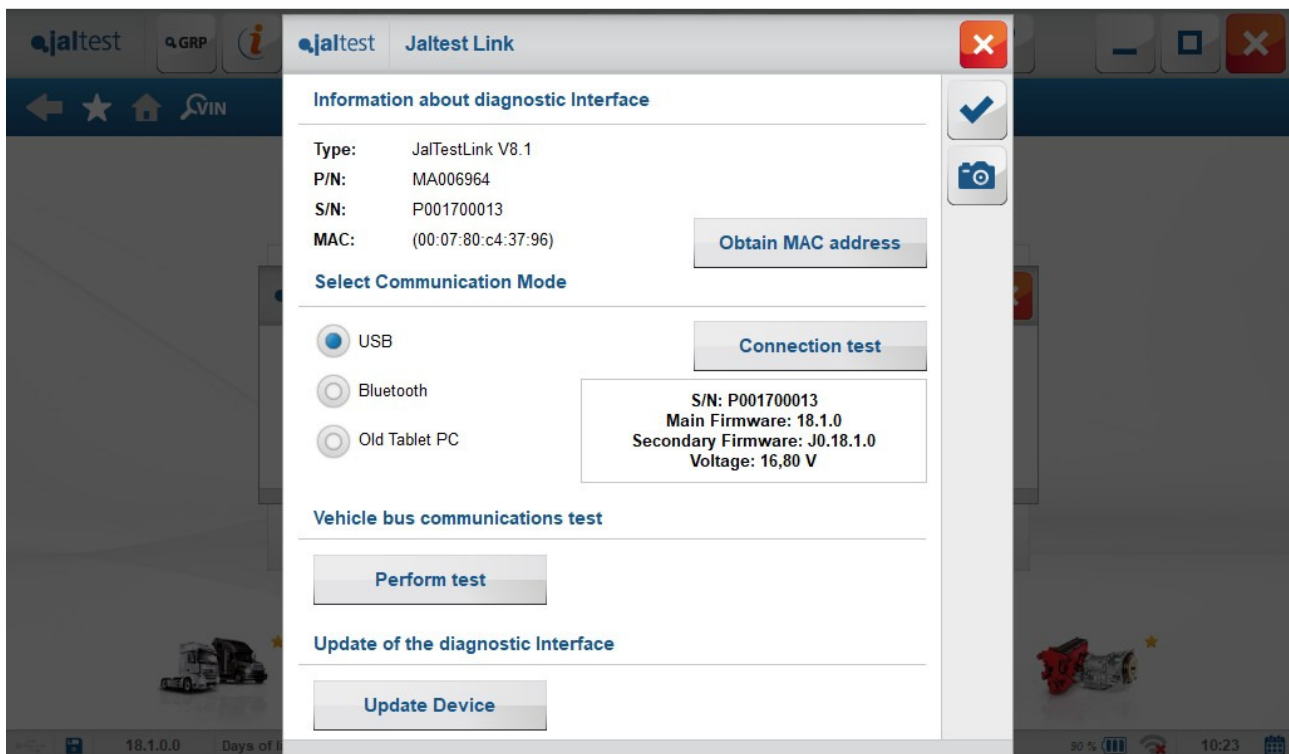 jaltest GRP i jaltest Jaltest Link
VIN
Information about diagnostic Interface
Type: JalTestLink V8.1
P/N: MA006964
S/N: P001700013
MAC: (00:07:80:c4:37:96)
Obtain MAC address
Select Communication Mode
USB
Connection test
Bluetooth
Old Tablet PC
S/N: P001700013
Main Firmware: 18.1.0
Secondary Firmware: J0.18.1.0
Voltage: 16,80 V
Vehicle bus communications test
Perform test
Update of the diagnostic Interface
Update Device
18.1.0.0 Days of 90 % 10:23